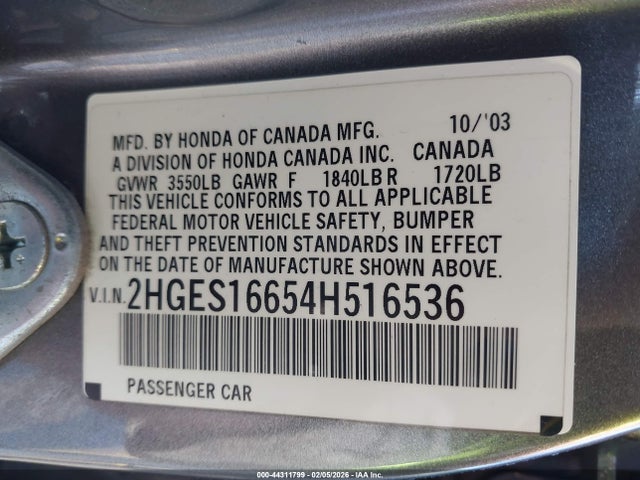 MFD. BY HONDA OF CANADA MFG. 10/'03
A DIVISION OF HONDA CANADA INC. CANADA
GVWR 3550LB GAWR F 1840LB R 1720LB
THIS VEHICLE CONFORMS TO ALL APPLICABLE
FEDERAL MOTOR VEHICLE SAFETY, BUMPER
AND THEFT PREVENTION STANDARDS IN EFFECT
ON THE DATE OF MANUFACTURE SHOWN ABOVE.
V.I.N. 2HGES16654H516536
PASSENGER CAR
000-44311799 - 02/05/2026 - IAAI.COM